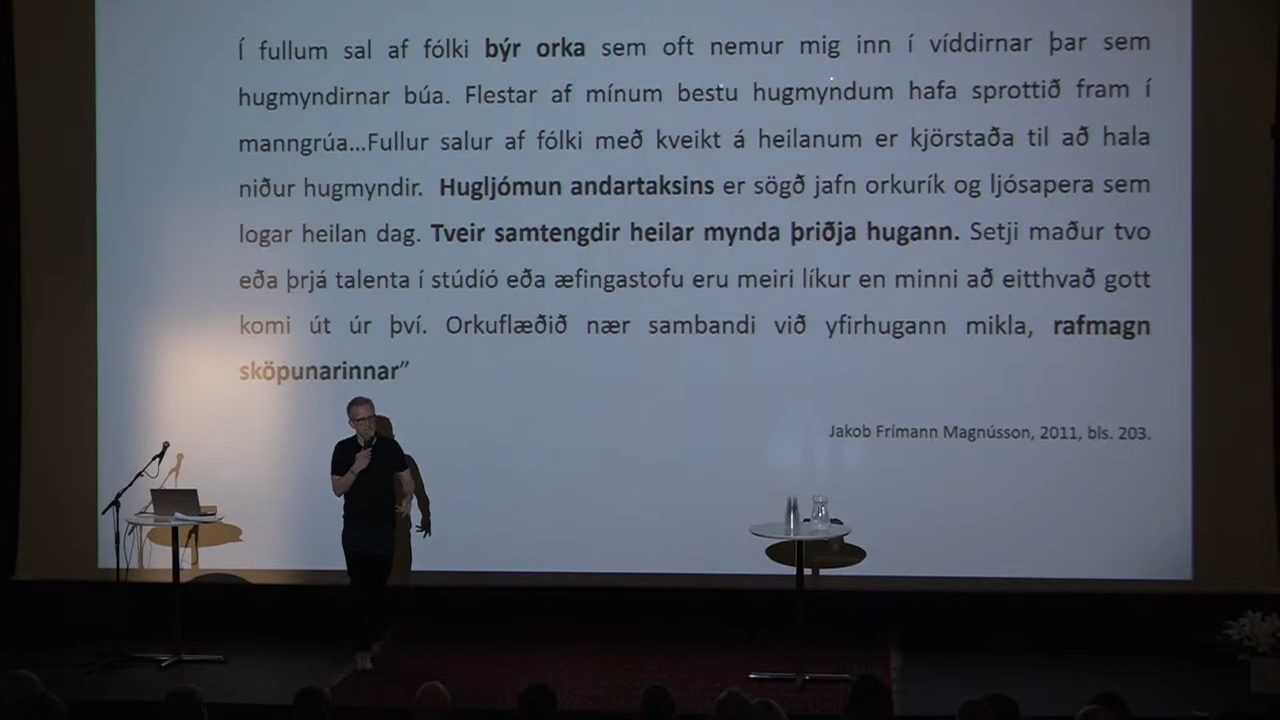 Í fullum sal af fólki býr orka sem oft nemur mig inn í víddirnar þar sem
hugmyndirnar búa. Flestar af mínum bestu hugmyndum hafa sprottið fram í
manngrúa...Fullur salur af fólki með kveikt á heilanum er kjörstaða til að hala
niður hugmyndir. Hugljómun andartaksins er sögð jafn orkurík og ljósapera sem
logar heilan dag. Tveir samtengdir heilar mynda þriðja hugann. Setji maður tvo
eða þrjá talenta í stúdíó eða æfingastofu eru meiri líkur en minni að eitthvað gott
komi út úr því. Orkuflæðið nær sambandi við yfirhugann mikla, rafmagn
sköpunarinnar”
Jakob Frímann Magnússon, 2011, bls. 203.